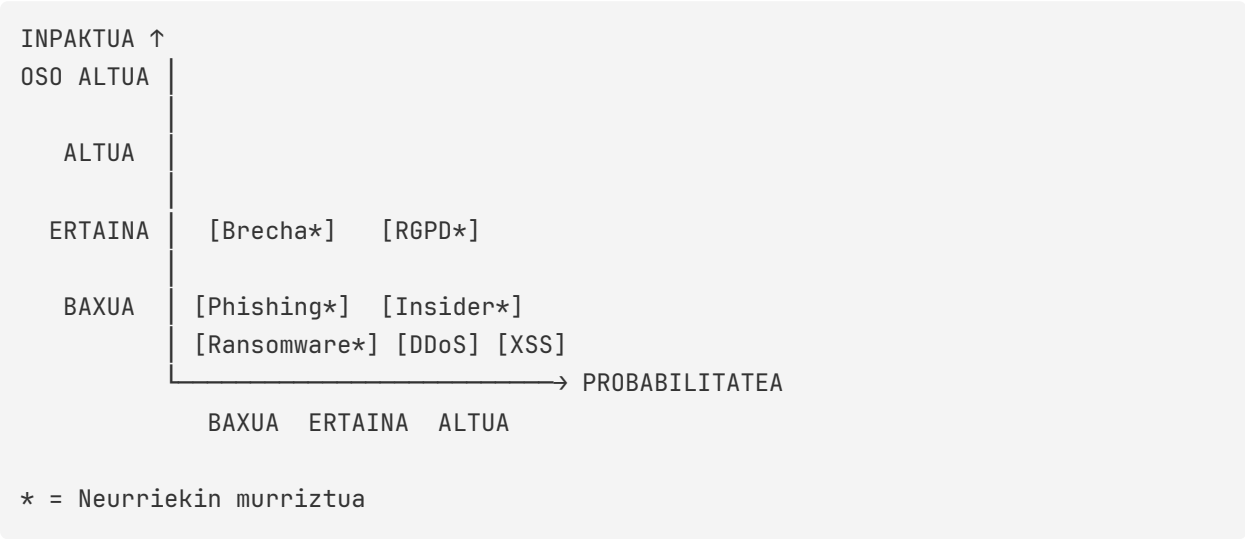 INPAKTUA ↑
OSO ALTUA
ALTUA
ERTAINA [Brecha*] [RGPD*]
BAXUA [Phishing*] [Insider*]
[Ransomware*] [DDoS] [XSS]
→ PROBABILITATEA
BAXUA ERTAINA ALTUA
* = Neurriekin murriztua